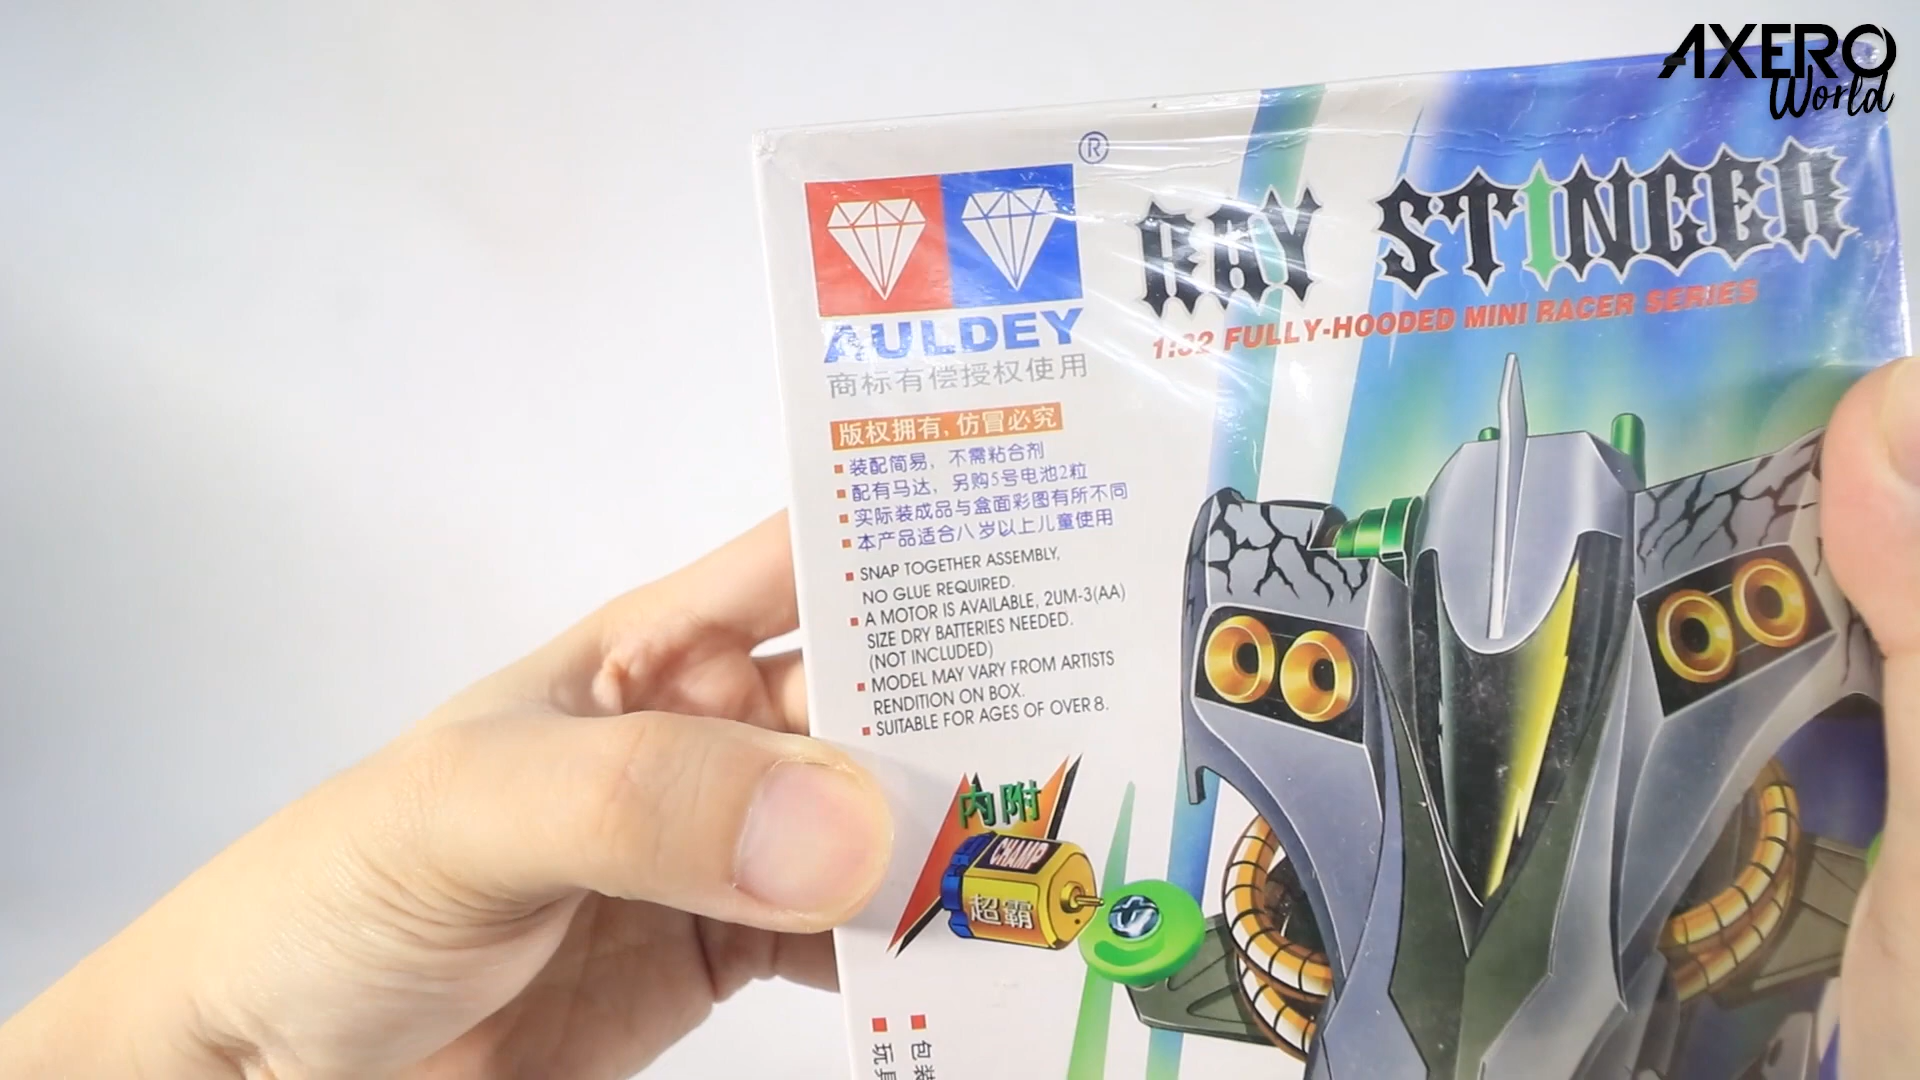 AXERO
World
®
AULDEY
商标有偿授权使用
RAY STINGER
1:32 FULLY-HOODED MINI RACER SERIES
版权拥有,仿冒必究
装配简易，不需粘合剂
配有马达，另购5号电池2粒
实际装成品与盒面彩图有所不同
本产品适合八岁以上儿童使用
SNAP TOGETHER ASSEMBLY,
NO GLUE REQUIRED.
A MOTOR IS AVAILABLE, 2UM-3(AA)
SIZE DRY BATTERIES NEEDED.
(NOT INCLUDED)
MODEL MAY VARY FROM ARTISTS
RENDITION ON BOX.
SUITABLE FOR AGES OF OVER 8.
内附
CHAMP
超霸
包装
玩具